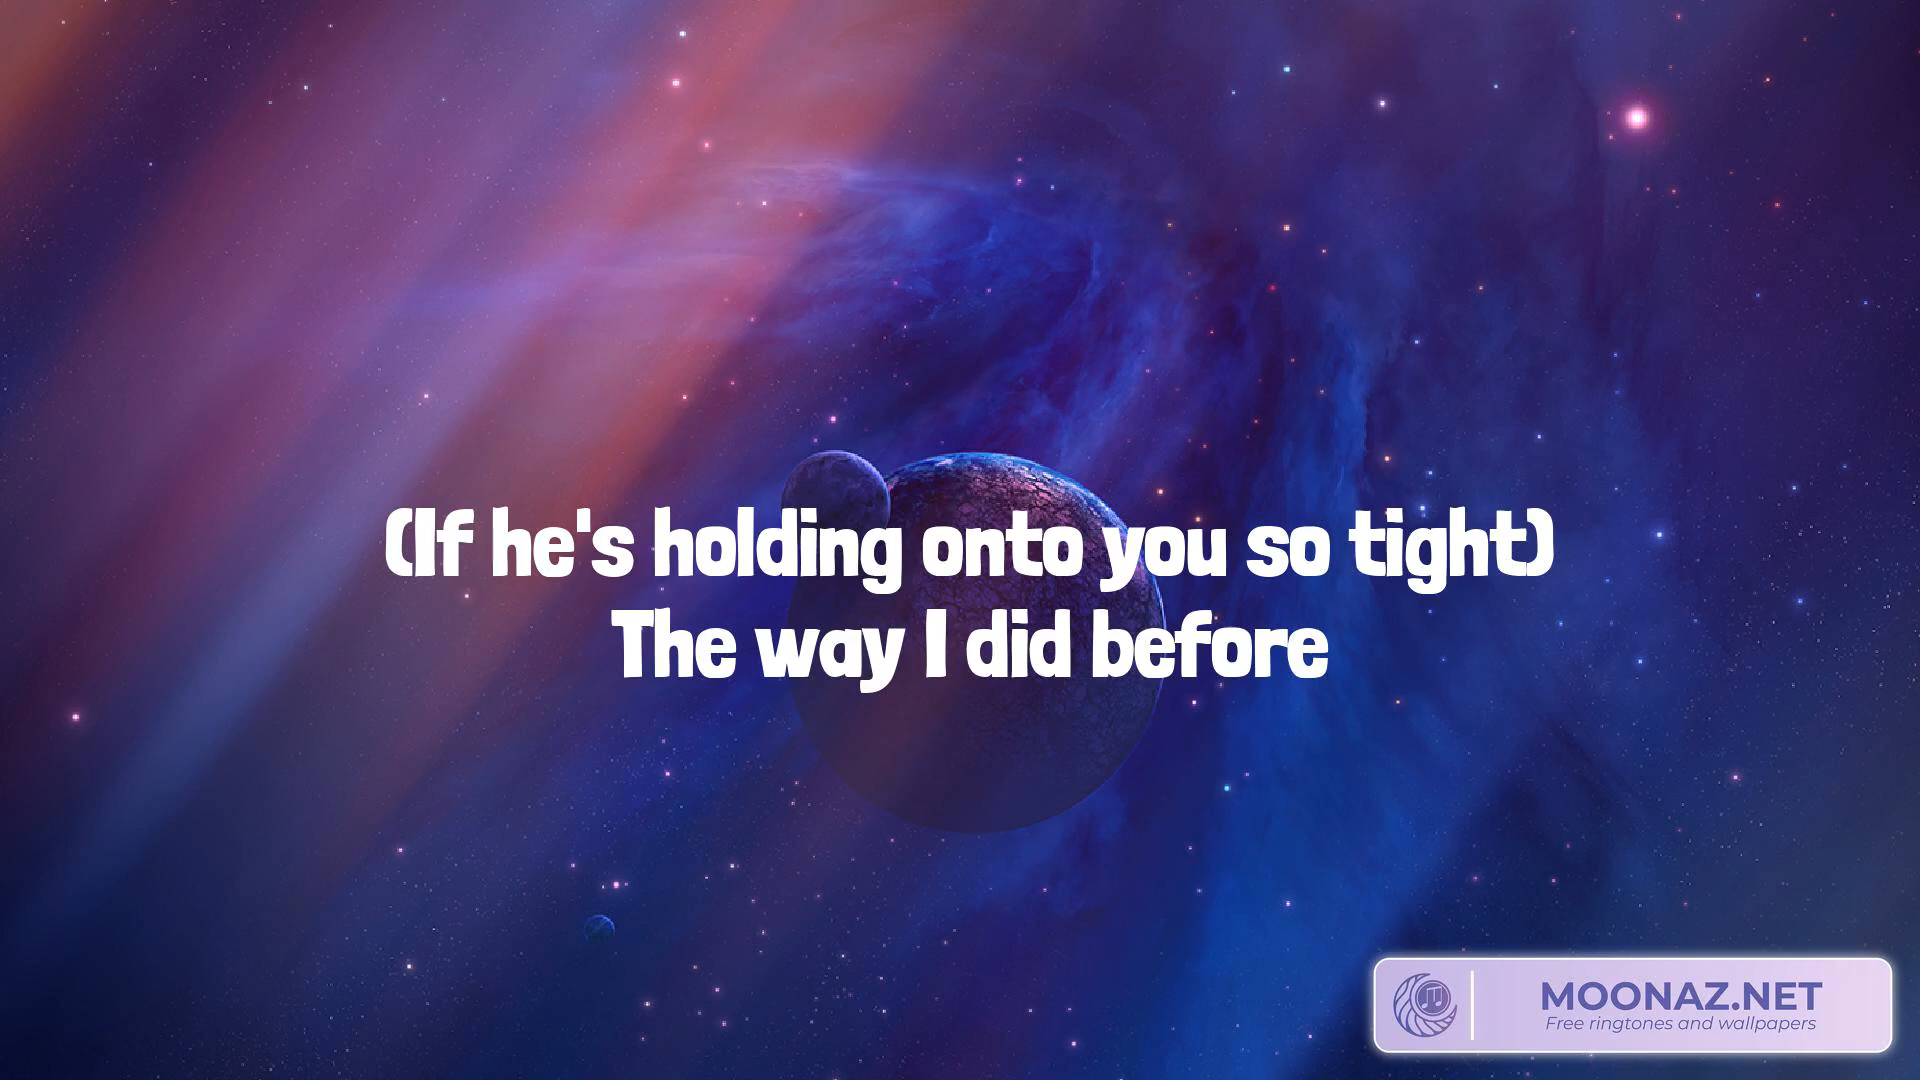 (If he's holding onto you so tight)
The way I did before
MOONAZ.NET
Free ringtones and wallpapers